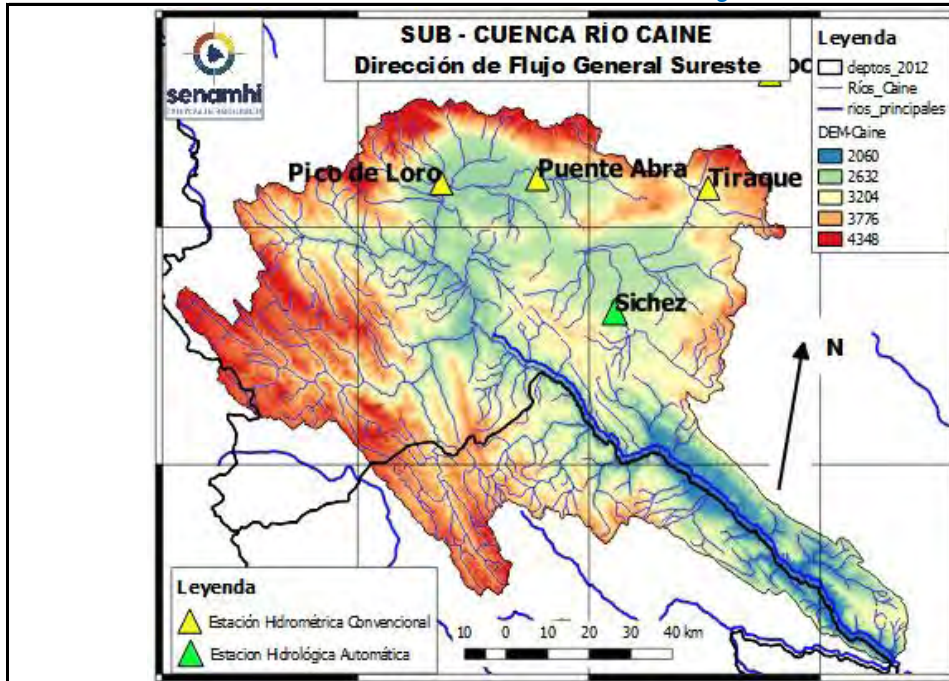 SUB - CUENCA RÍO CAINE
Dirección de Flujo General Sureste
senamhi
Leyenda
deptos_2012
Ríos_Caine
rios_principales
DEM-Caine
2060
2632
3204
3776
4348
Pico de Loro
Puente Abra
Tiraque
Sichez
N
Leyenda
Estación Hidrométrica Convencional
Estacion Hidrológica Automática
10 0 10 20 30 40 km